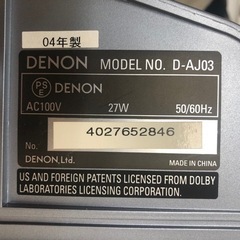 04年製
DENON MODEL NO. D-AJ03
PS
E DENON
AC100V 27W 50/60Hz
4027652846
No.
DENON,Ltd. MADE IN CHINA
US AND FOREIGN PATENTS LICENSED FROM DOLBY
LABORATORIES LICENSING CORPORATION.